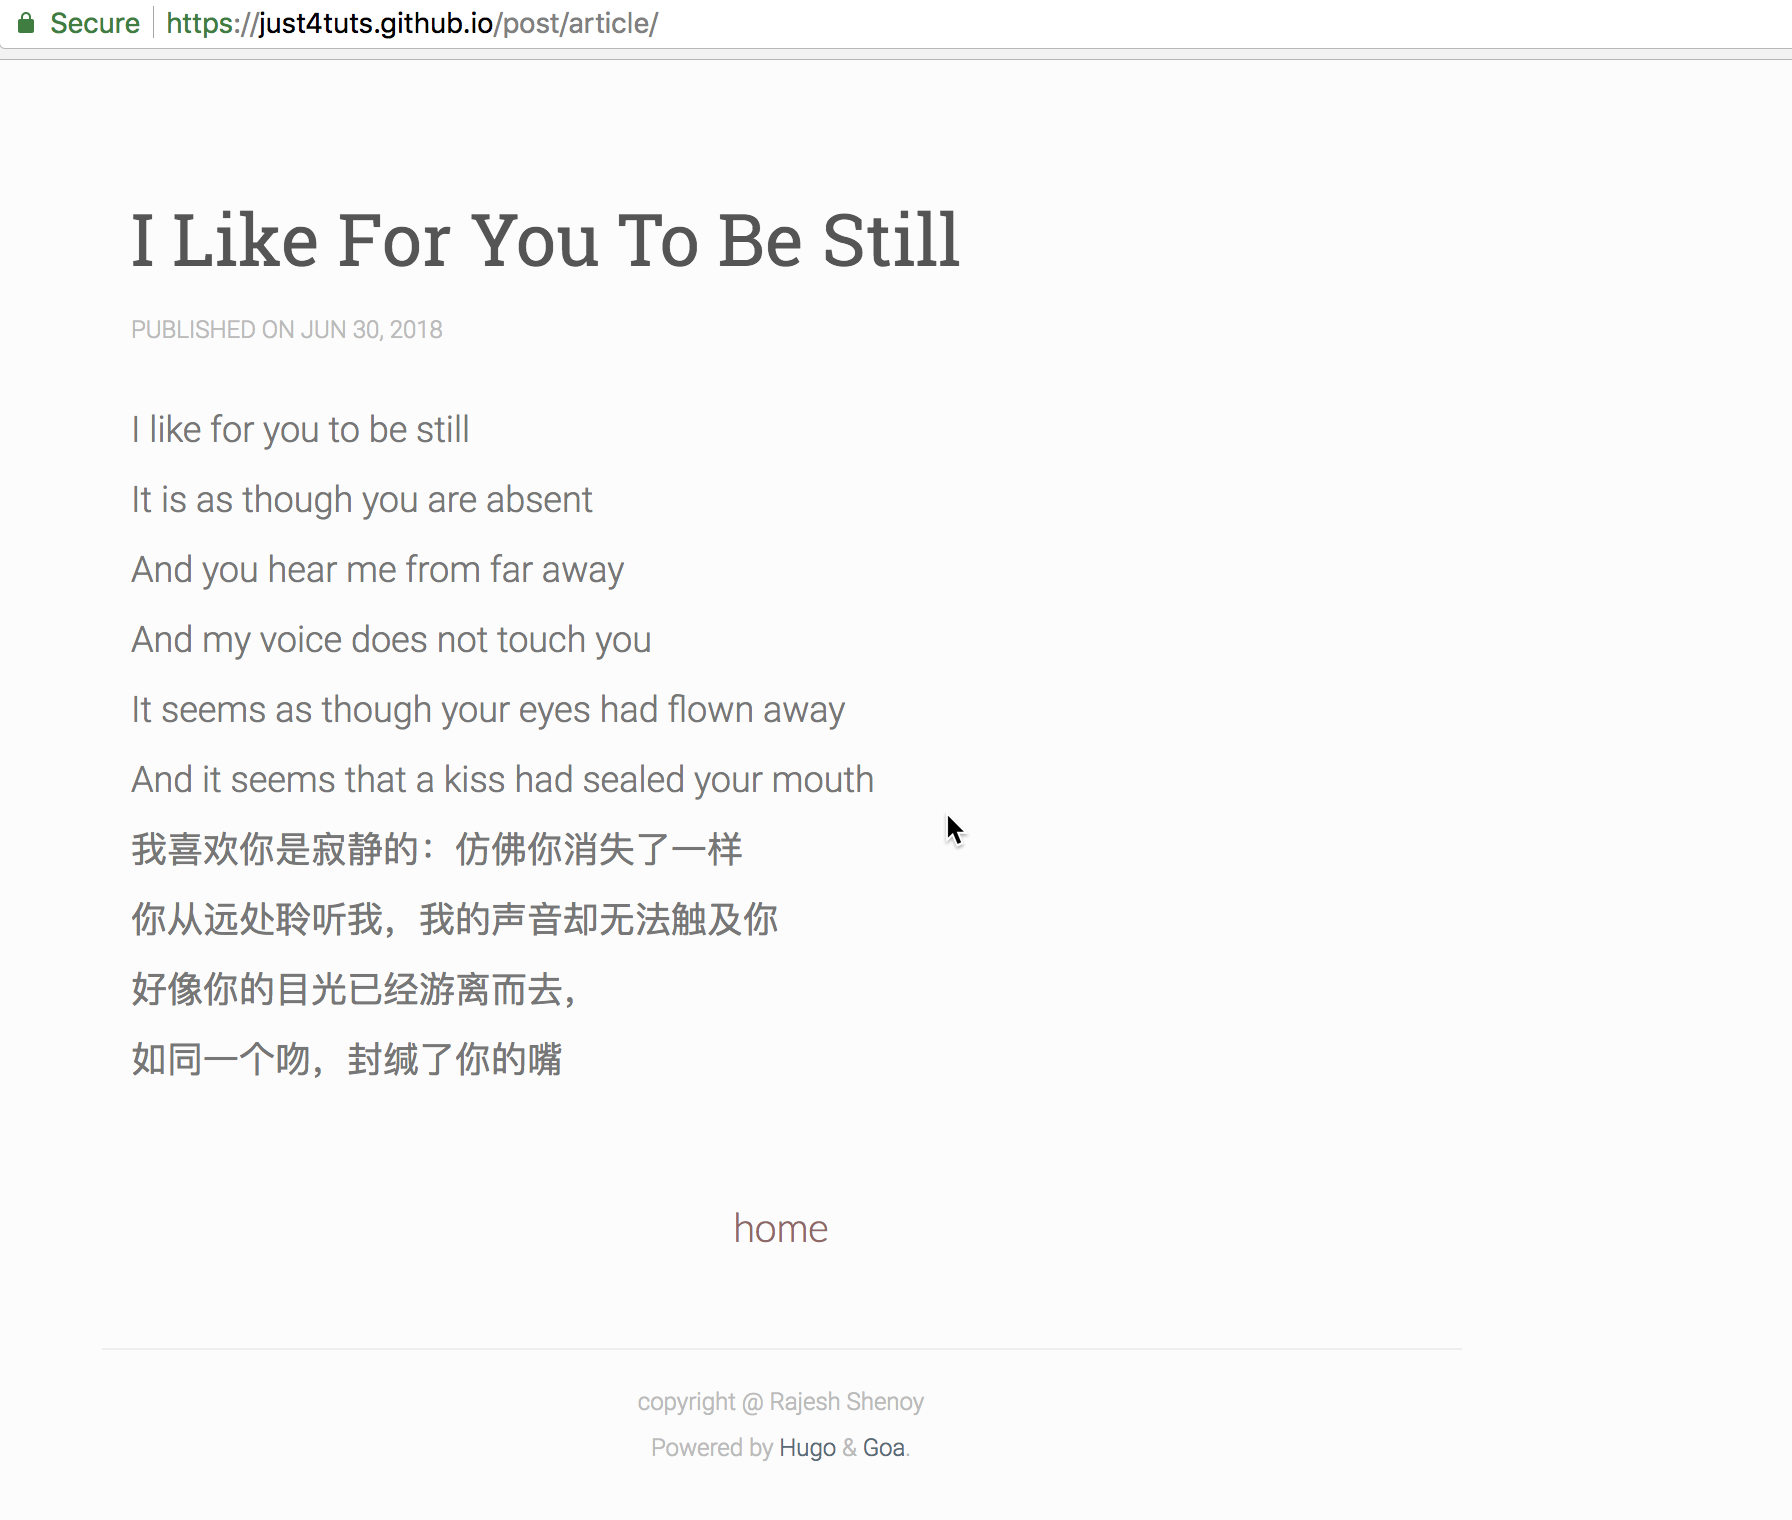 Secure https://just4tuts.github.io/post/article/
I Like For You To Be Still
PUBLISHED ON JUN 30, 2018
I like for you to be still
It is as though you are absent
And you hear me from far away
And my voice does not touch you
It seems as though your eyes had flown away
And it seems that a kiss had sealed your mouth
我喜欢你是寂静的：仿佛你消失了一样
你从远处聆听我，我的声音却无法触及你
好像你的目光已经游离而去，
如同一个吻，封缄了你的嘴
home
copyright @ Rajesh Shenoy
Powered by Hugo & Goa.